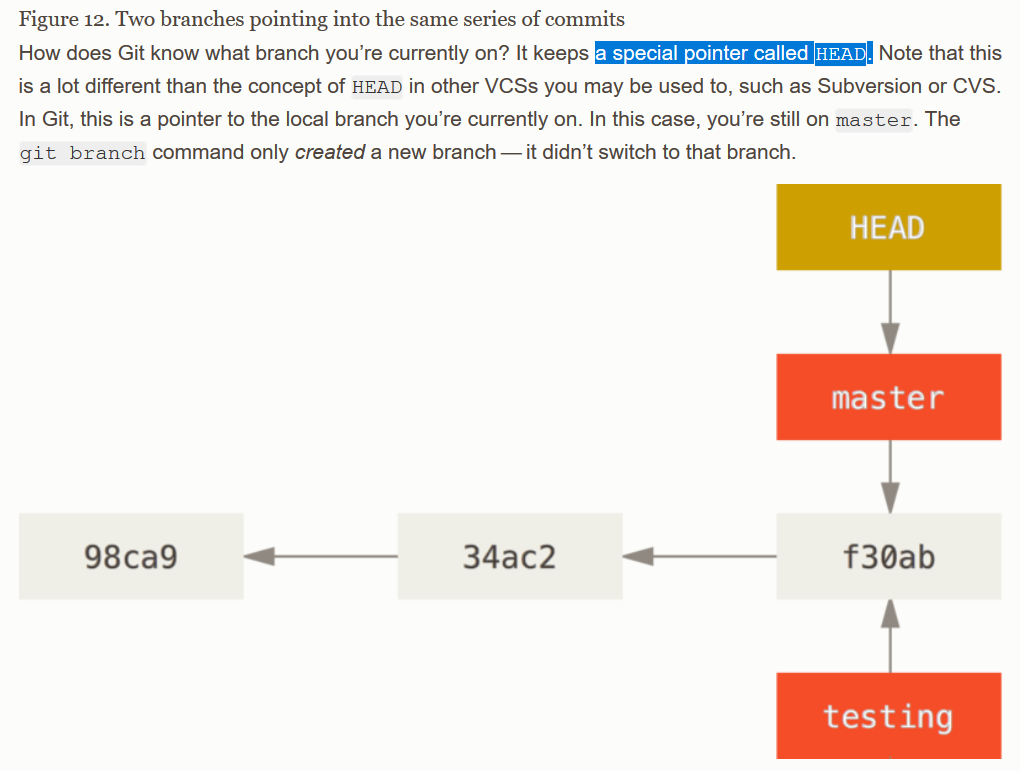 Figure 12. Two branches pointing into the same series of commits
How does Git know what branch you’re currently on? It keeps a special pointer called HEAD. Note that this
is a lot different than the concept of HEAD in other VCSs you may be used to, such as Subversion or CVS.
In Git, this is a pointer to the local branch you’re currently on. In this case, you’re still on master. The
git branch command only created a new branch — it didn’t switch to that branch.
HEAD
master
98ca9
34ac2
f30ab
testing